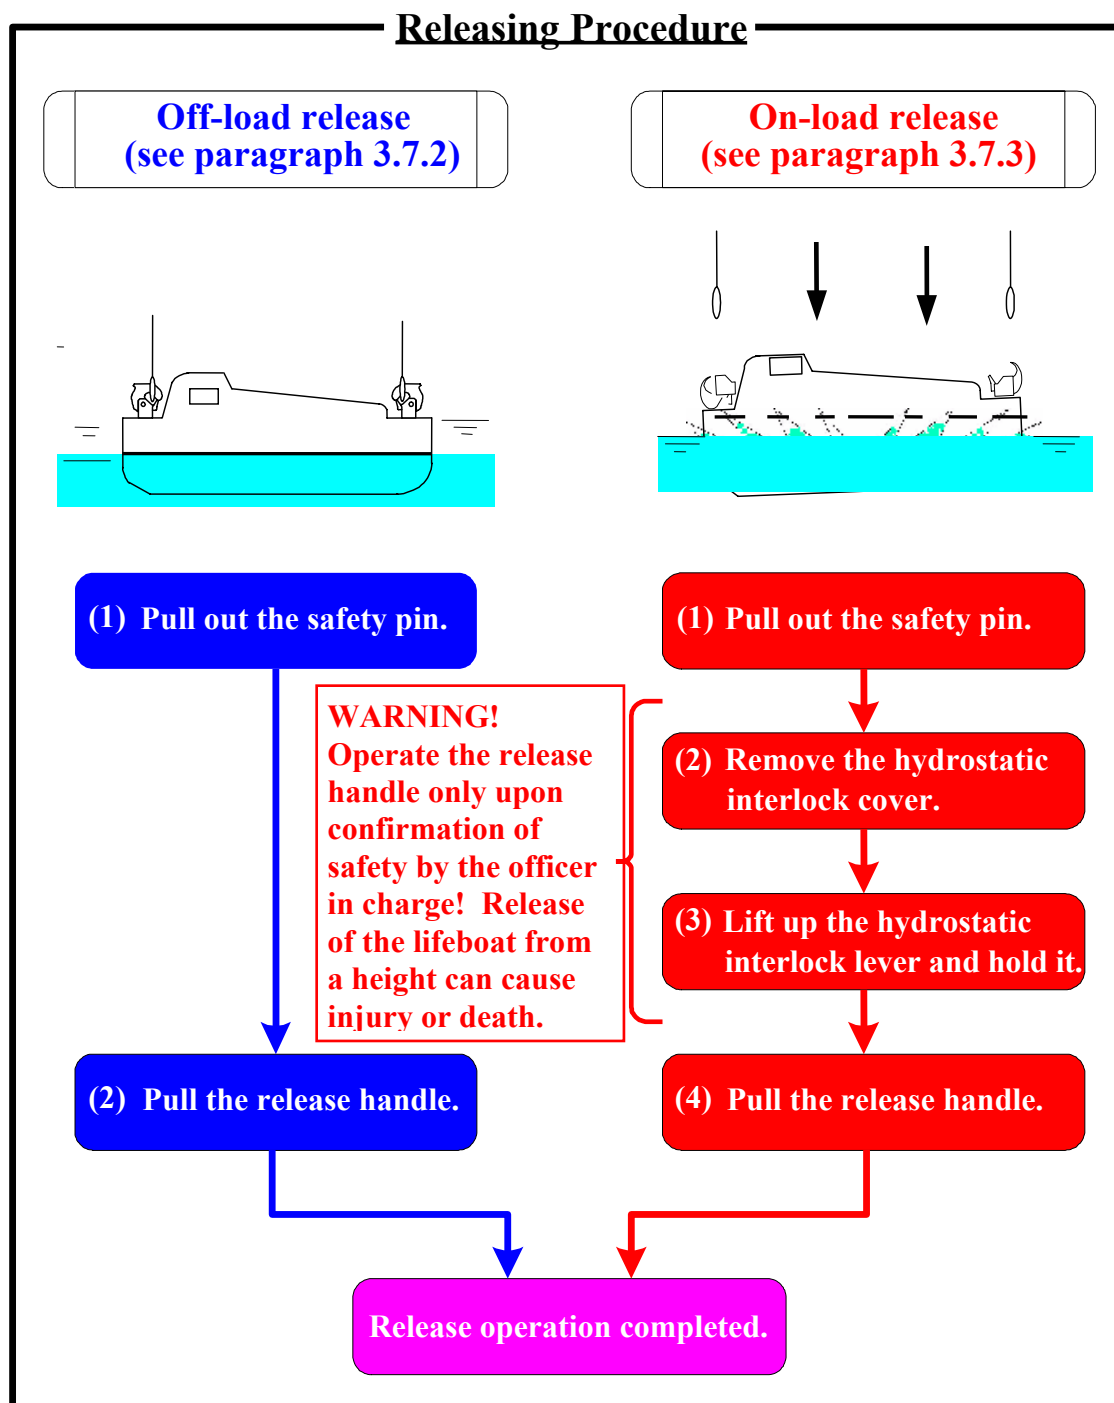 Releasing Procedure
Off-load release
(see paragraph 3.7.2)
On-load release
(see paragraph 3.7.3)
(1) Pull out the safety pin.
(2) Pull the release handle.
WARNING!
Operate the release
handle only upon
confirmation of
safety by the officer
in charge!  Release
of the lifeboat from
a height can cause
injury or death.
(1) Pull out the safety pin.
(2) Remove the hydrostatic
interlock cover.
(3) Lift up the hydrostatic
interlock lever and hold it.
(4) Pull the release handle.
Release operation completed.